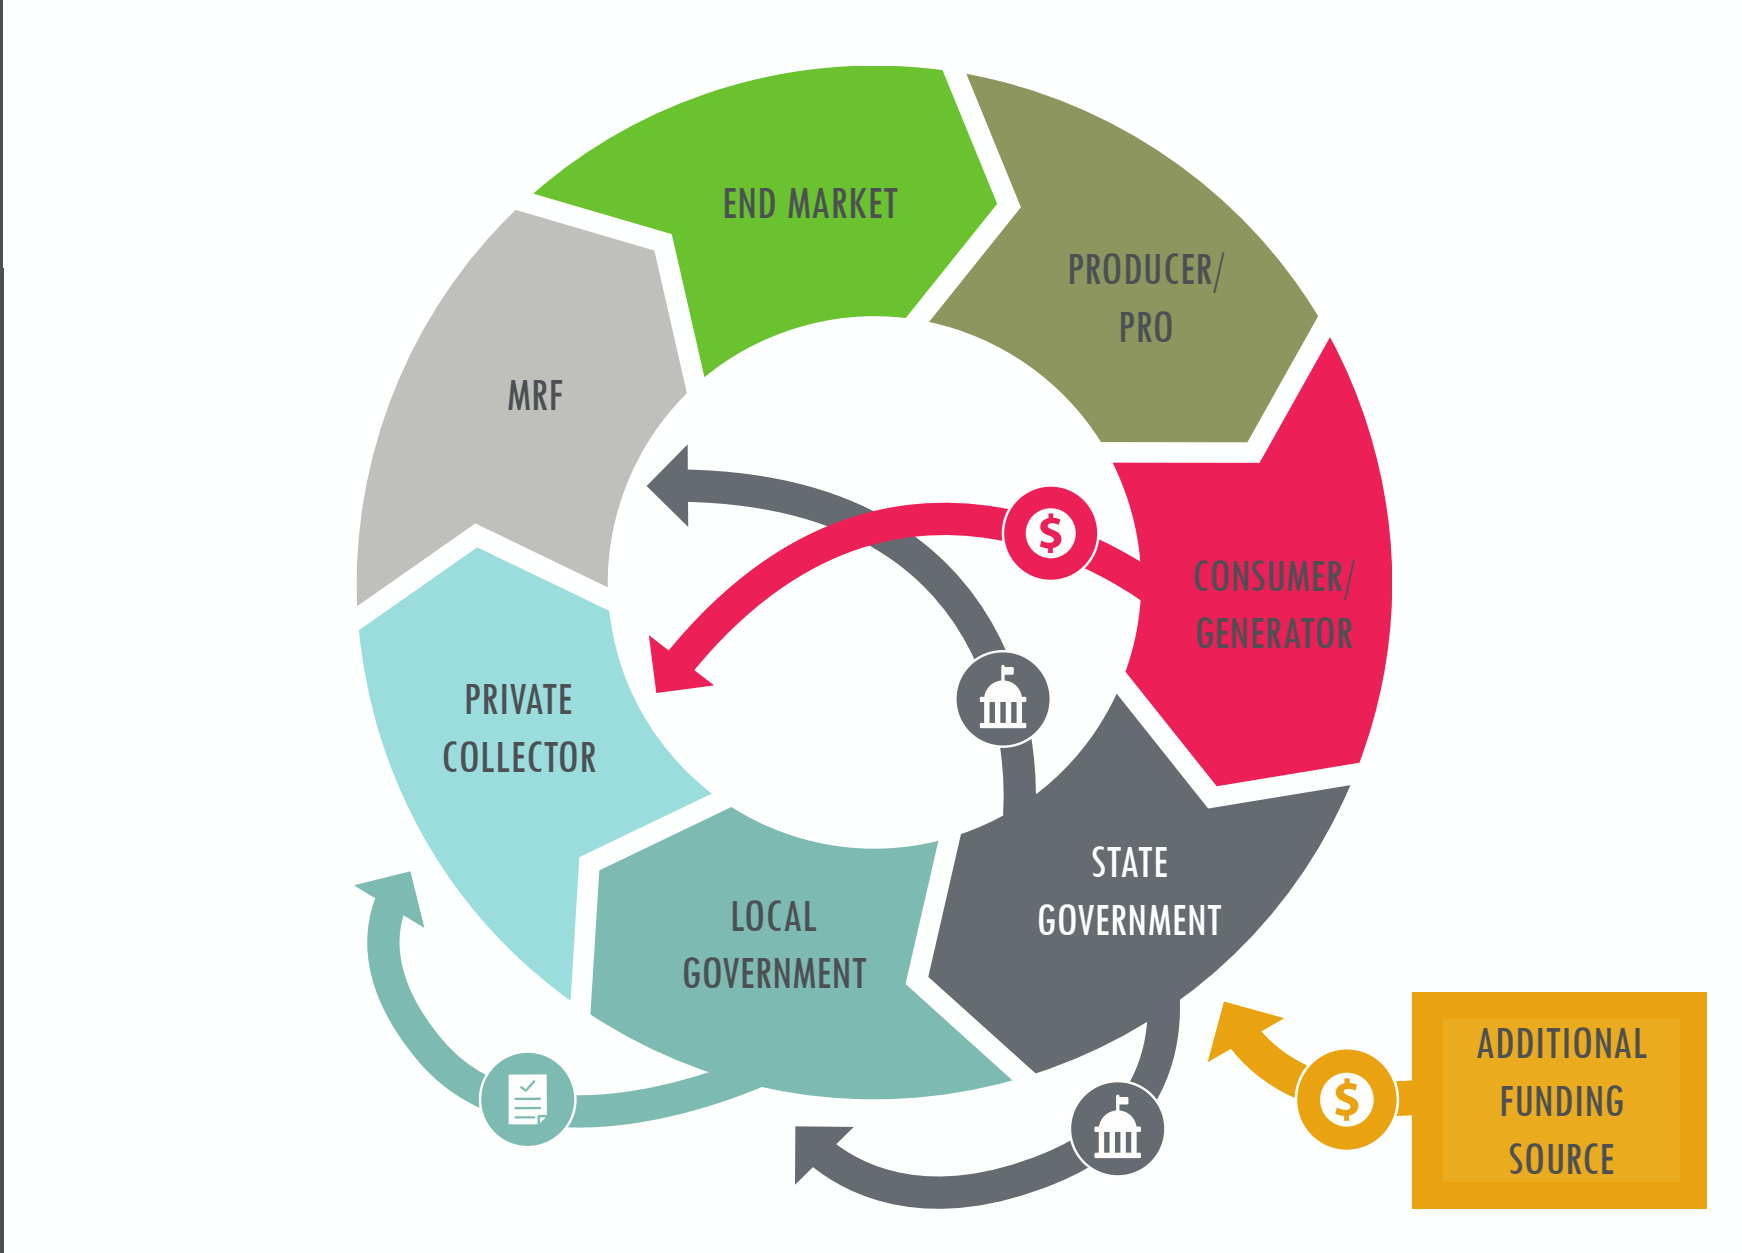 END MARKET
PRODUCER/
PRO
MRF
$
CONSUMER/
GENERATOR
PRIVATE
COLLECTOR
STATE
GOVERNMENT
LOCAL
GOVERNMENT
$
ADDITIONAL
FUNDING
SOURCE